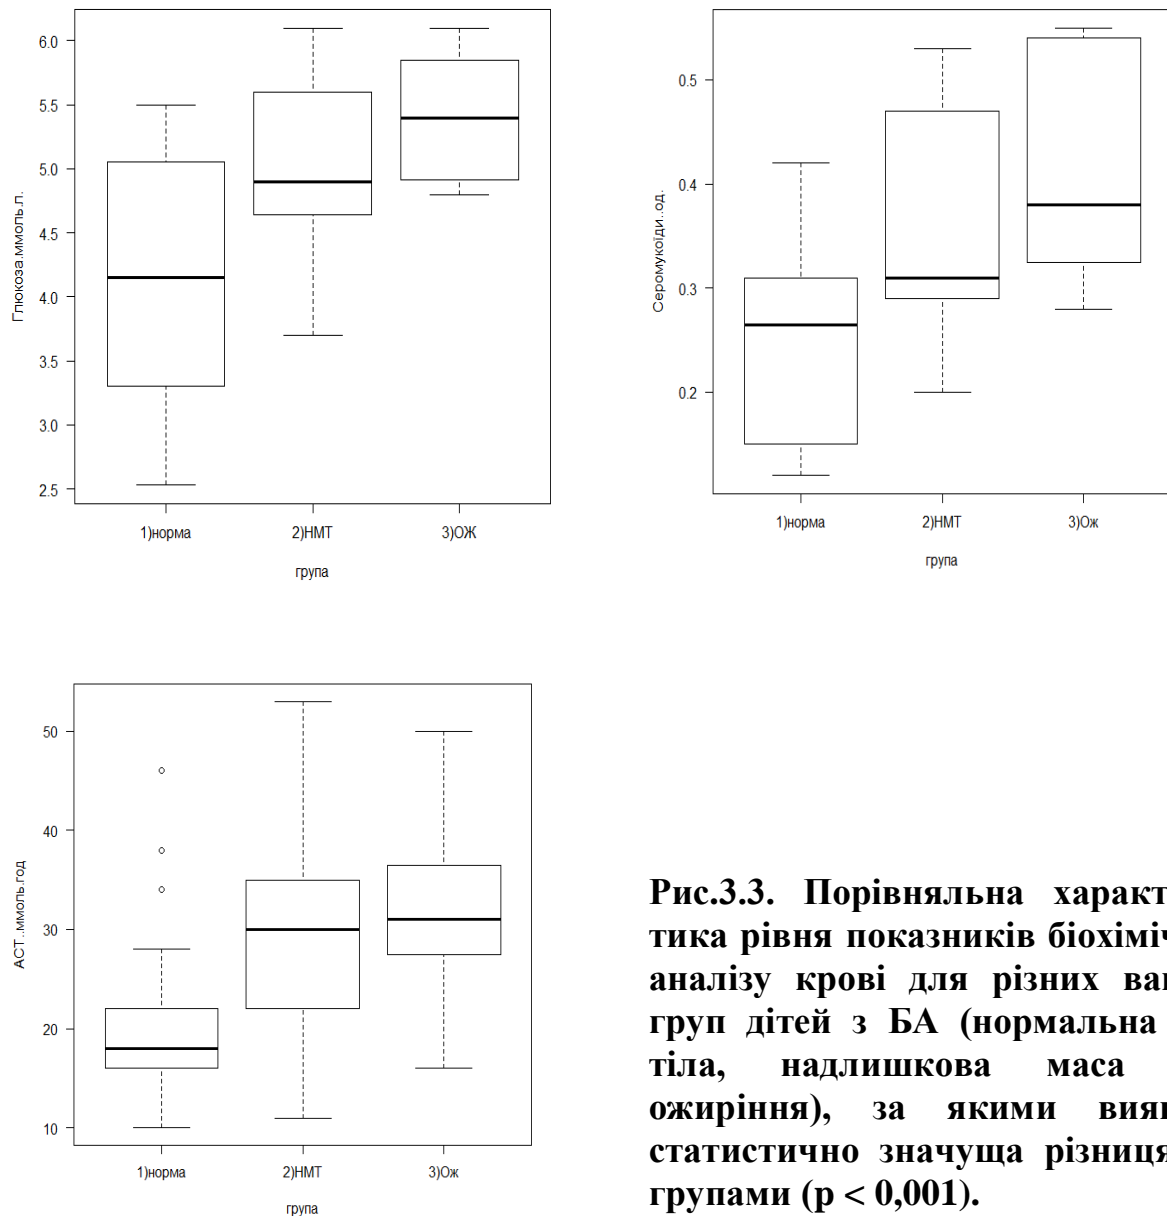 Глюкоза.ммоль.л.
6.0
5.5
5.0
4.5
4.0
3.5
3.0
2.5
1)норма 2)НМТ 3)ОЖ
група
Серомукоїди..од.
0.5
0.4
0.3
0.2
1)норма 2)НМТ 3)Ож
група
АСТ..ммоль.год
50
40
30
20
10
1)норма 2)НМТ 3)Ож
група
Рис.3.3. Порівняльна характ
тика рівня показників біохіміч
аналізу крові для різних ваг
груп дітей з БА (нормальна
тіла, надлишкова маса
ожиріння), за якими вияв
статистично значуща різниця
групами (p < 0,001).